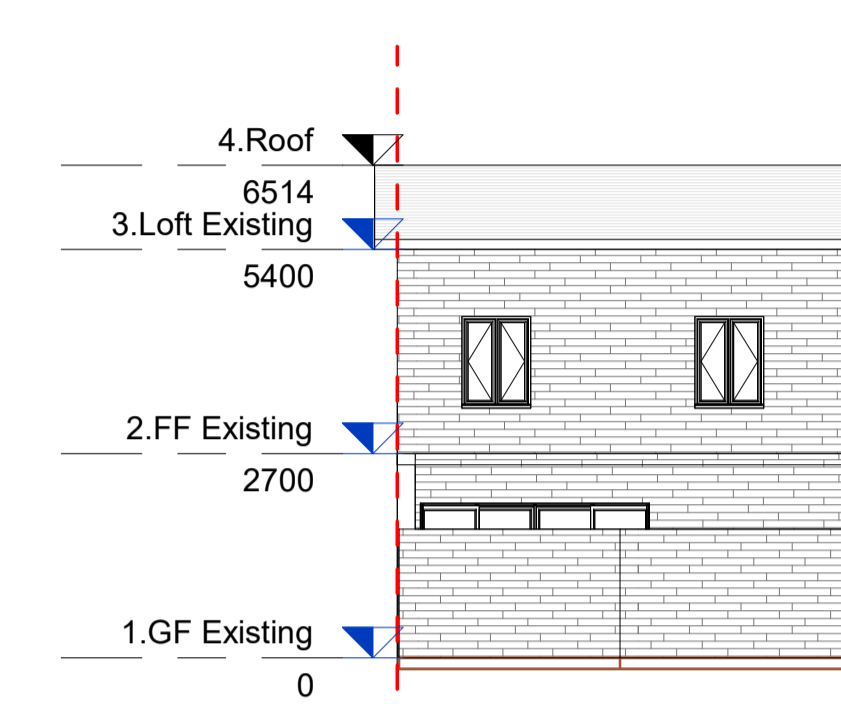 4.Roof
6514
3.Loft Existing
5400
2.FF Existing
2700
1.GF Existing
0